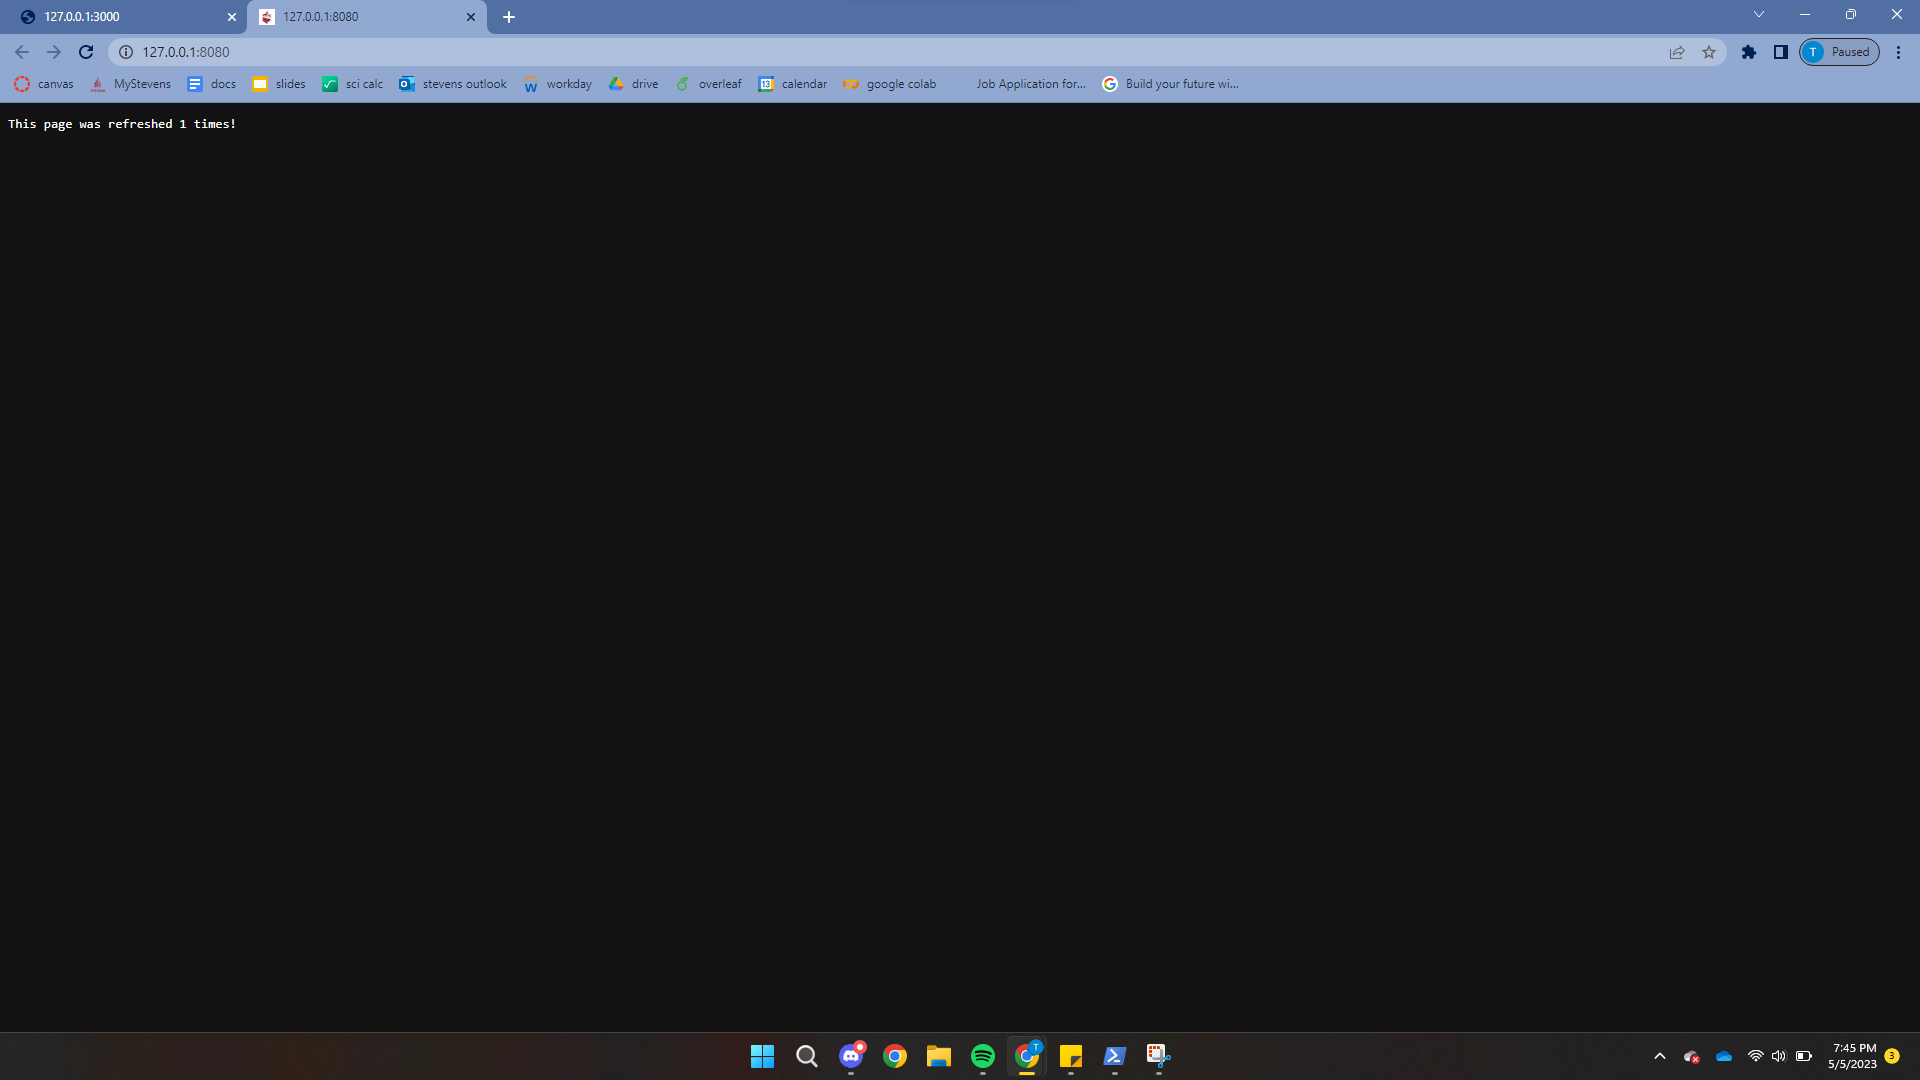 127.0.0.1:3000
127.0.0.1:8080
127.0.0.1:8080
T Paused
canvas MyStevens docs slides sci calc stevens outlook workday drive overleaf 13 calendar google colab Job Application for... Build your future wi...
This page was refreshed 1 times!
T
7:45 PM
5/5/2023
3